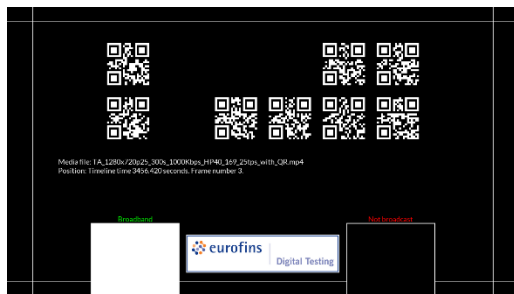 Media file: TA_1280x720p25_300s_1000Kbps_HP40_169_25fps_with_QR.mp4
Position: Timeline time 3456.420 seconds. Frame number 3.
Broadband
Not broadcast
eurofins
Digital Testing